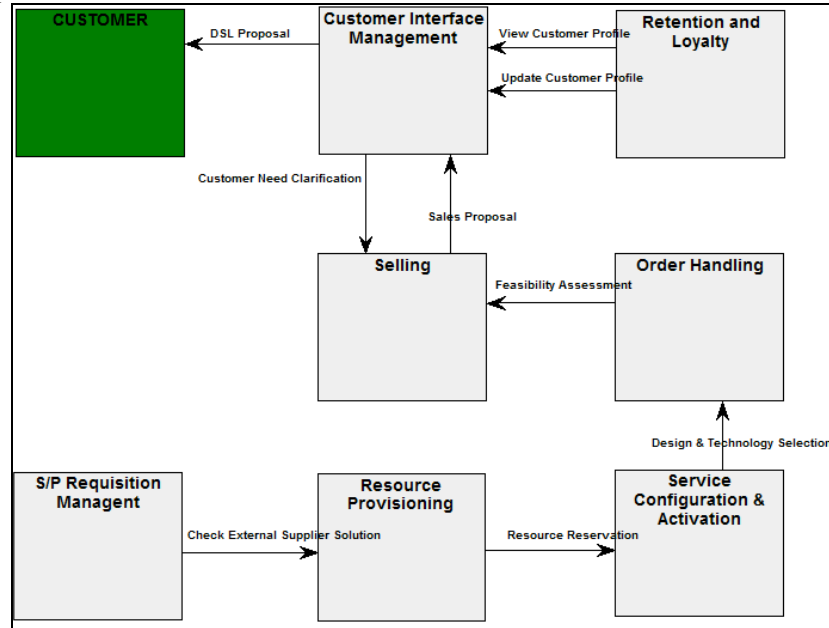 CUSTOMER
DSL Proposal
Customer Interface
Management
View Customer Profile
Update Customer Profile
Retention and
Loyalty
Customer Need Clarification
Sales Proposal
Selling
Feasibility Assessment
Order Handling
Design & Technology Selection
S/P Requisition
Managent
Check External Supplier Solution
Resource
Provisioning
Resource Reservation
Service
Configuration &
Activation